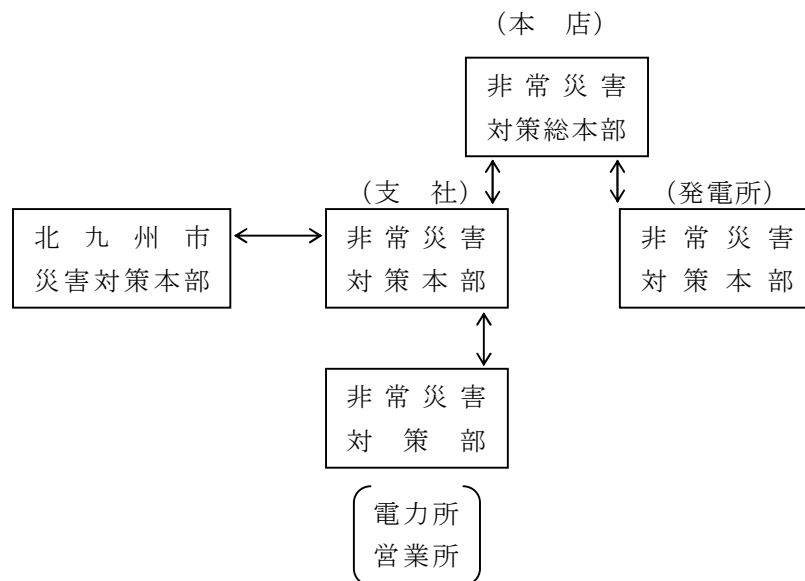 （本　店）
非常災害
対策総本部
（支　社）
（発電所）
北九州市
災害対策本部
非常災害
対策本部
非常災害
対策本部
非常災害
対策部
電力所
営業所